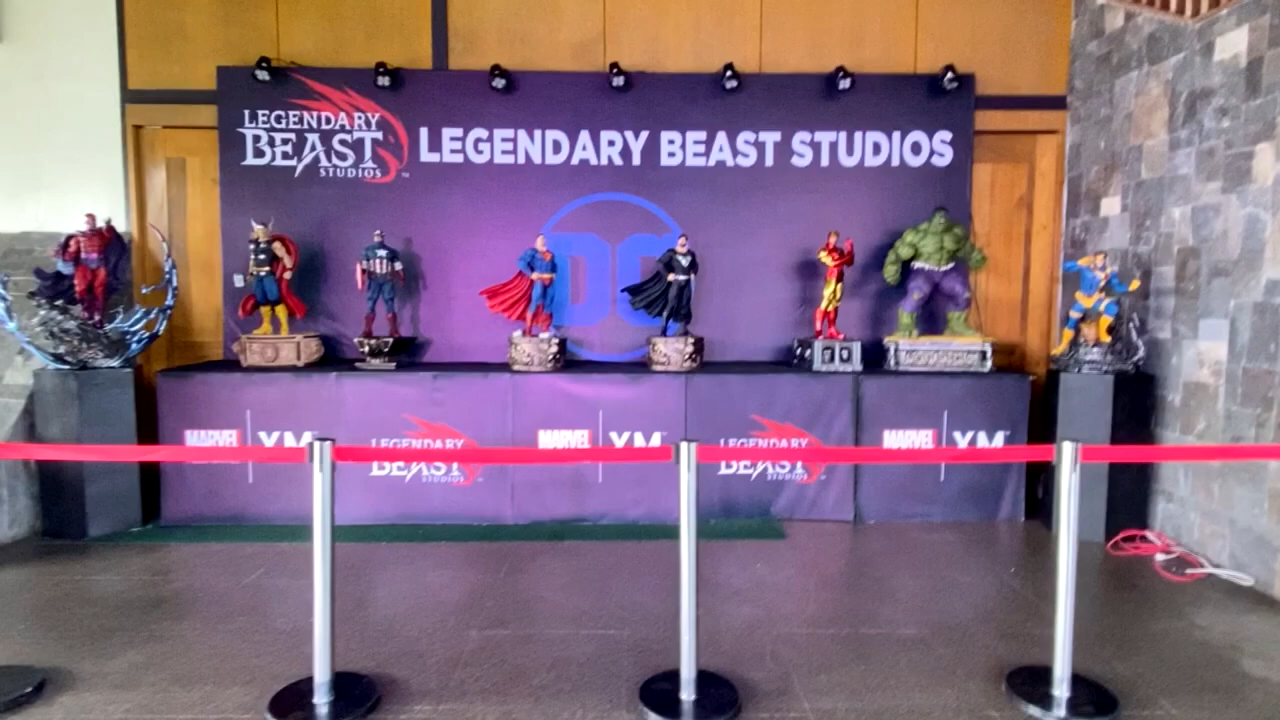 LEGENDARY
BEAST
STUDIOS
LEGENDARY BEAST STUDIOS
DC
MARVEL | XM
LEGENDARY
BEAST
STUDIOS
MARVEL | XM
LEGENDARY
BEAST
STUDIOS
MARVEL | XM